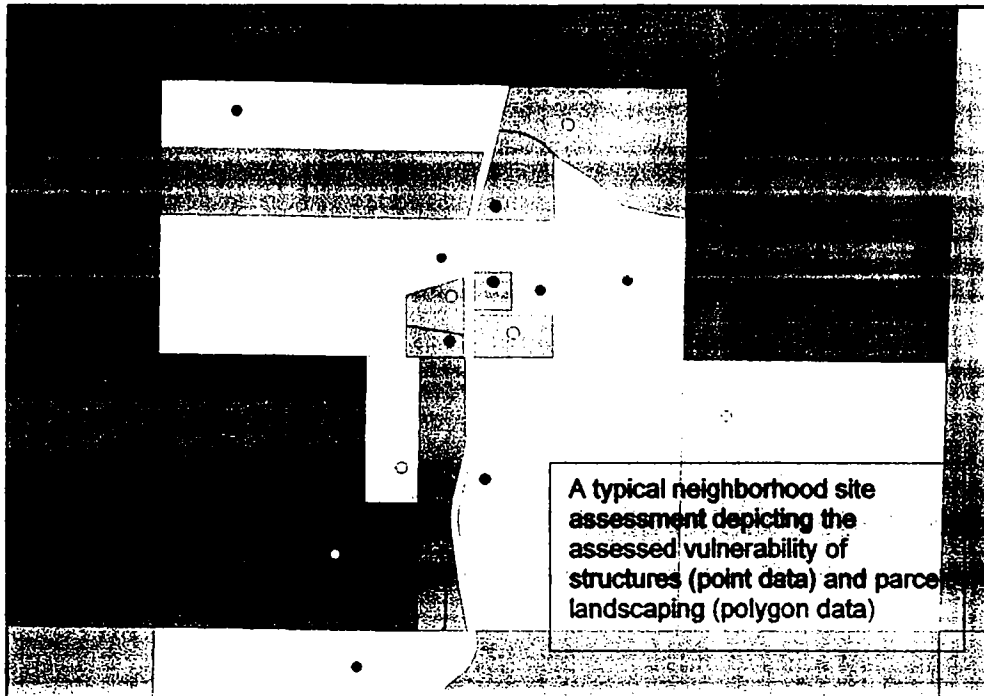 A typical neighborhood site
assessment depicting the
assessed vulnerability of
structures (point data) and parcel
landscaping (polygon data)